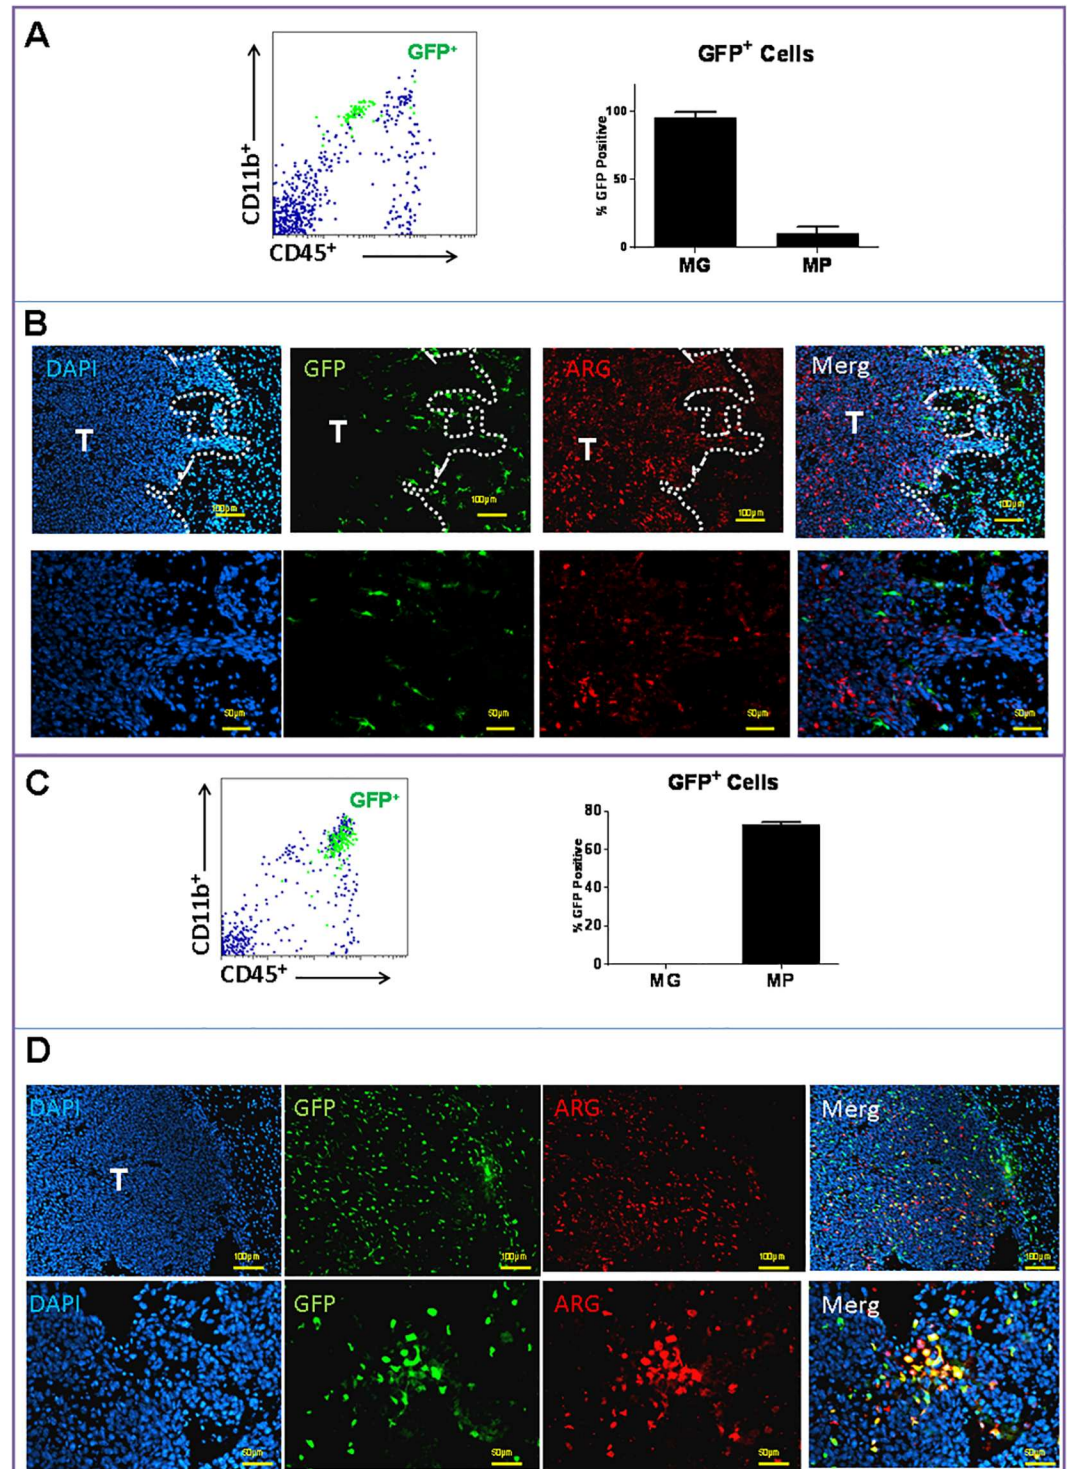 A
GFP+
CD11b+
CD45+
GFP+ Cells
% GFP Positive
100
50
0
MG
MP
B
DAPI
GFP
ARG
Merg
T
T
T
T
100µm
100µm
100µm
100µm
50µm
50µm
50µm
50µm
C
GFP+
CD11b+
CD45+
GFP+ Cells
% GFP Positive
80
60
40
20
0
MG
MP
D
DAPI
GFP
ARG
Merg
T
100µm
100µm
100µm
100µm
DAPI
GFP
ARG
Merg
50µm
50µm
50µm
50µm